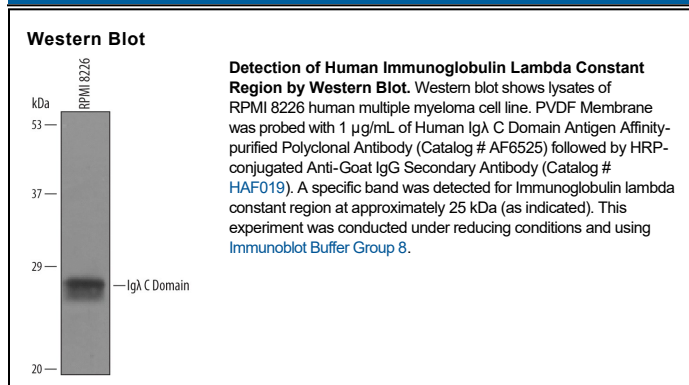 Western Blot
RPMI 8226
kDa
53
37
29
20
IgλC Domain
Detection of Human Immunoglobulin Lambda Constant
Region by Western Blot. Western blot shows lysates of
RPMI 8226 human multiple myeloma cell line. PVDF Membrane
was probed with 1 µg/mL of Human Igλ C Domain Antigen Affinity-
purified Polyclonal Antibody (Catalog # AF6525) followed by HRP-
conjugated Anti-Goat IgG Secondary Antibody (Catalog #
HAF019). A specific band was detected for Immunoglobulin lambda
constant region at approximately 25 kDa (as indicated). This
experiment was conducted under reducing conditions and using
Immunoblot Buffer Group 8.